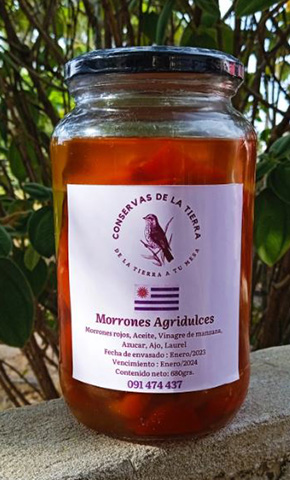 CONSERVAS DE LA TIERRA
DE LA TIERRA A TU MESA
Morrones Agridulces
Morrones rojos, Aceite, Vinagre de manzana,
Azucar, Ajo, Laurel
Fecha de envasado : Enero/2023
Vencimiento : Enero/2024
Contenido neto: 680grs.
091 474 437